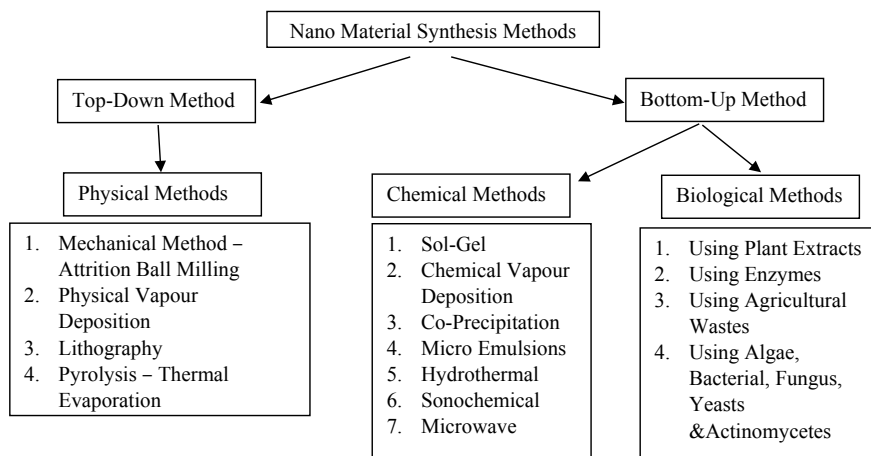 Nano Material Synthesis Methods
Top-Down Method
Bottom-Up Method
Physical Methods
Chemical Methods
Biological Methods
1. Mechanical Method –
Attrition Ball Milling
2. Physical Vapour
Deposition
3. Lithography
4. Pyrolysis – Thermal
Evaporation
1. Sol-Gel
2. Chemical Vapour
Deposition
3. Co-Precipitation
4. Micro Emulsions
5. Hydrothermal
6. Sonochemical
7. Microwave
1. Using Plant Extracts
2. Using Enzymes
3. Using Agricultural
Wastes
4. Using Algae,
Bacterial, Fungus,
Yeasts
&Actinomycetes